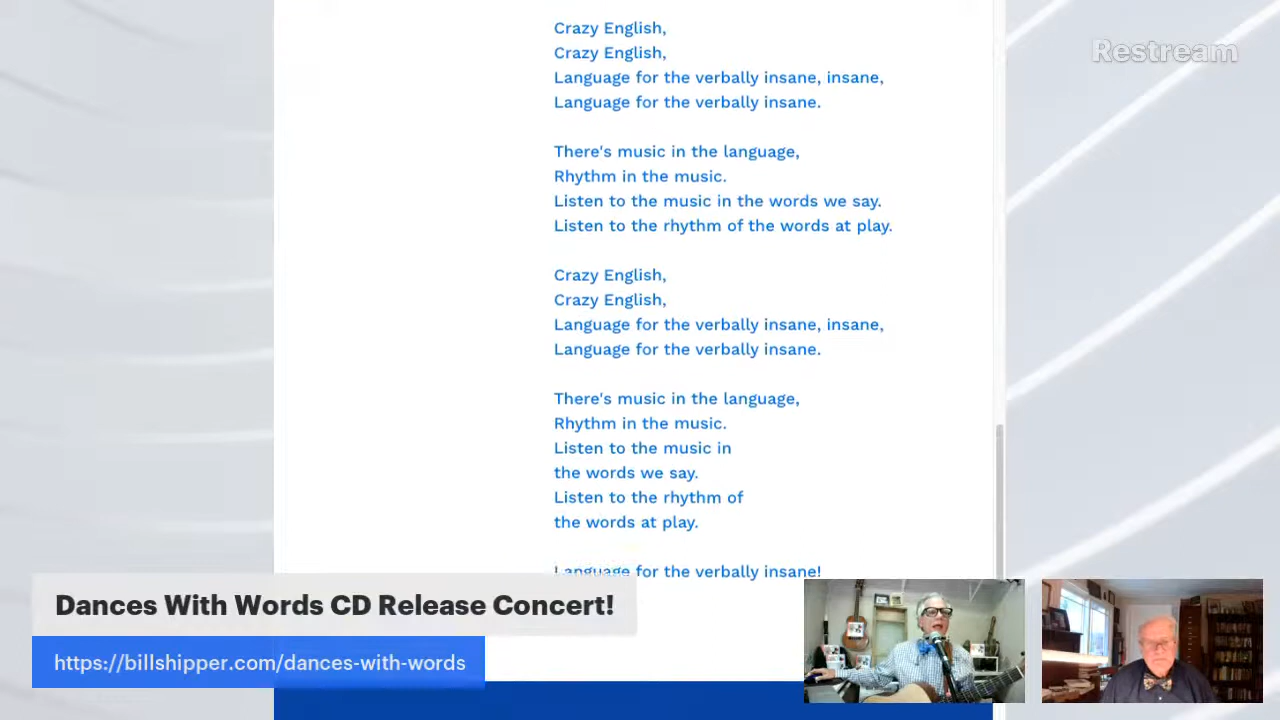 Crazy English,
Crazy English,
Language for the verbally insane, insane,
Language for the verbally insane.
There's music in the language,
Rhythm in the music.
Listen to the music in the words we say.
Listen to the rhythm of the words at play.
Crazy English,
Crazy English,
Language for the verbally insane, insane,
Language for the verbally insane.
There's music in the language,
Rhythm in the music.
Listen to the music in
the words we say.
Listen to the rhythm of
the words at play.
Language for the verbally insane!
Restream
Dances With Words CD Release Concert!
https://billshipper.com/dances-with-words